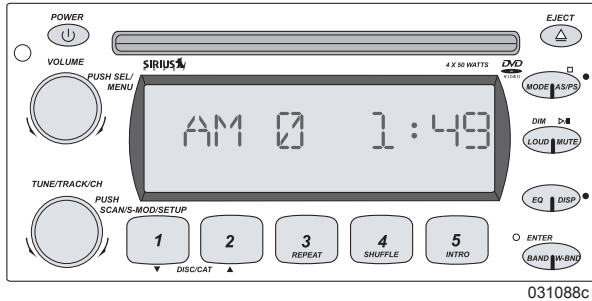 POWER
EJECT
VOLUME
PUSH SEL/
MENU
SIRIUS
4 X 50 WATTS
DVD
VIDEO
MODE AS/PS
AM 0 1:49
DIM
LOUD MUTE
TUNE/TRACK/CH
PUSH
SCAN/S-MOD/SETUP
EQ DISP
1
2
3
REPEAT
4
SHUFFLE
5
INTRO
DISC/CAT
ENTER
BAND W-BND
031088c